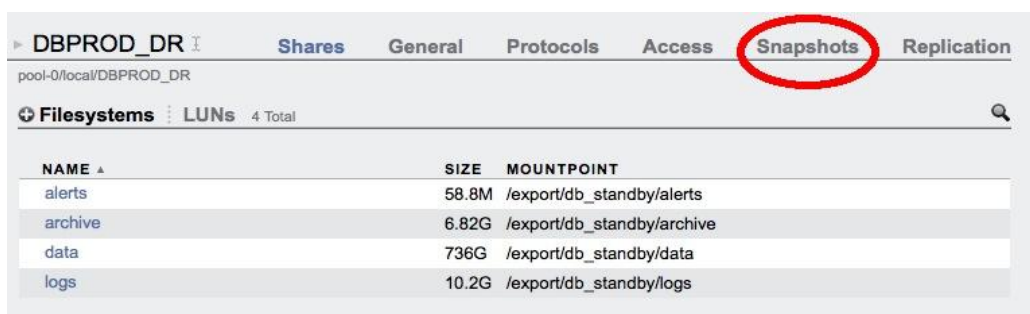 DBPROD_DR Shares General Protocols Access Snapshots Replication
pool-0/local/DBPROD_DR
Filesystems LUNs 4 Total
NAME SIZE MOUNTPOINT
alerts 58.8M /export/db_standby/alerts
archive 6.82G /export/db_standby/archive
data 736G /export/db_standby/data
logs 10.2G /export/db_standby/logs